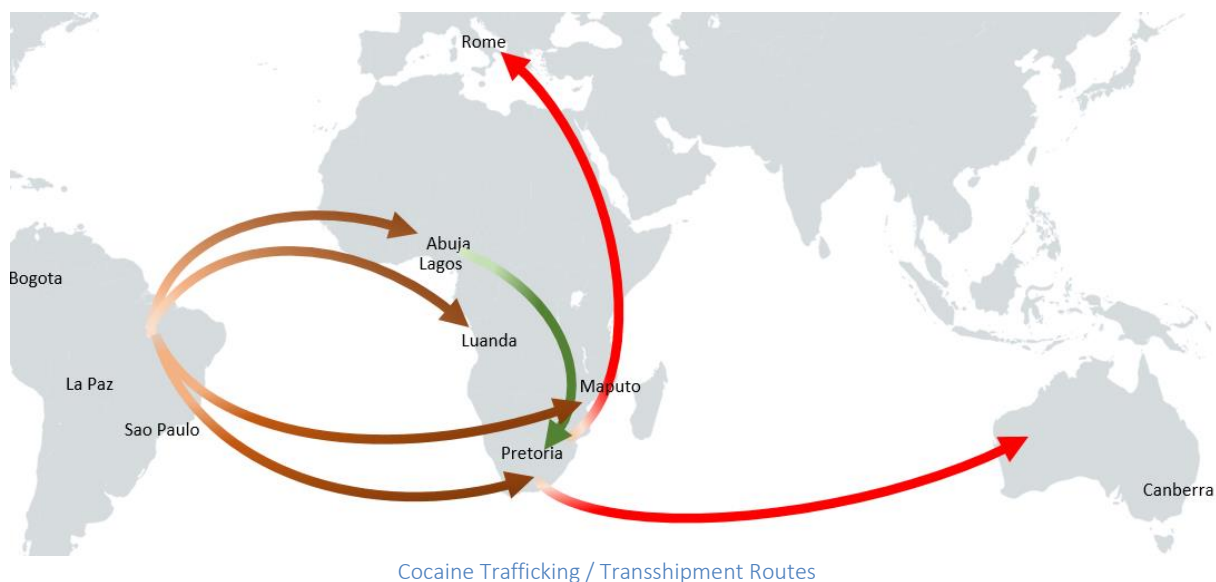 Rome
Abuja
Lagos
Bogota
Luanda
La Paz
Maputo
Sao Paulo
Pretoria
Canberra
Cocaine Trafficking / Transshipment Routes